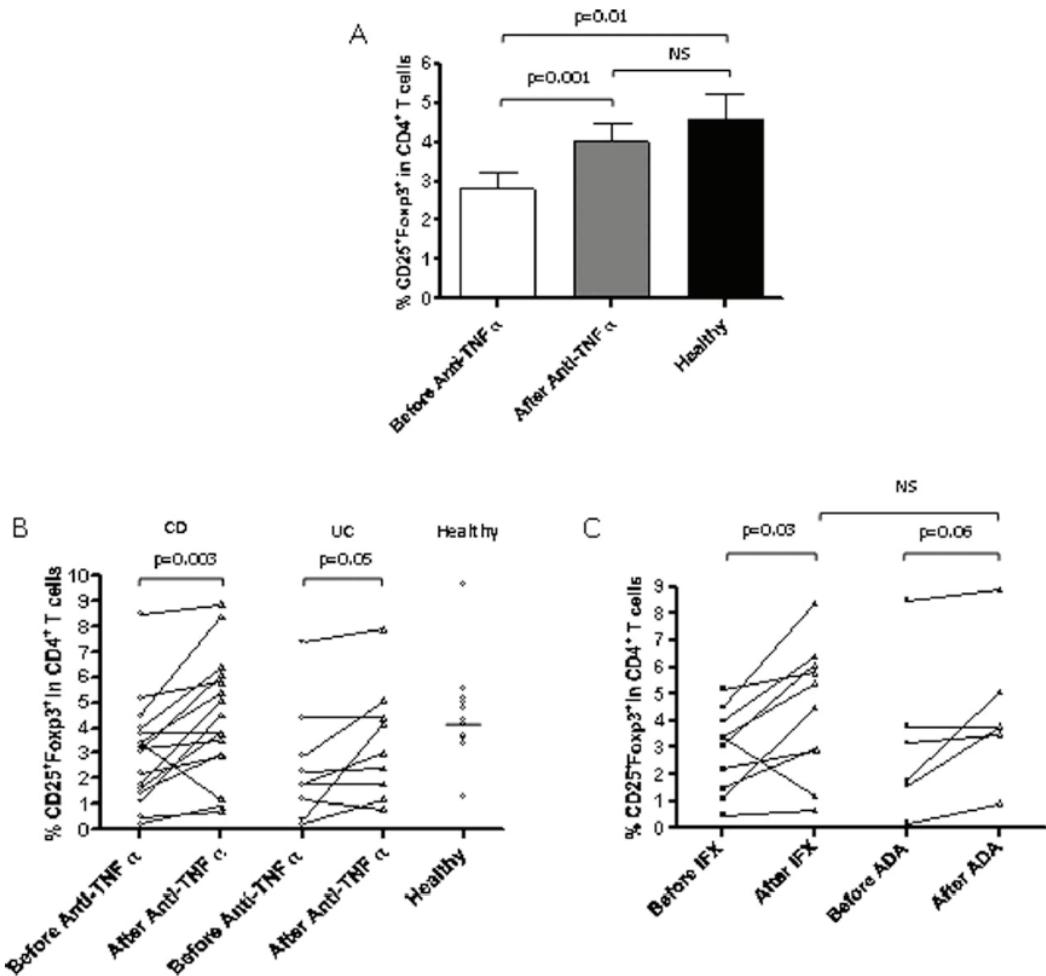 A
p=0.01
NS
p=0.001
% CD25⁺Foxp3⁺ in CD4⁺ T cells
6
5
4
3
2
1
0
Before Anti-TNF α
After Anti-TNF α
Healthy
B
CD
UC
Healthy
p=0.003
p=0.05
% CD25⁺Foxp3⁺ in CD4⁺ T cells
10
9
8
7
6
5
4
3
2
1
0
Before Anti-TNF α
After Anti-TNF α
Before Anti-TNF α
After Anti-TNF α
Healthy
C
NS
p=0.03
p=0.06
% CD25⁺Foxp3⁺ in CD4⁺ T cells
9
8
7
6
5
4
3
2
1
0
Before IFX
After IFX
Before ADA
After ADA